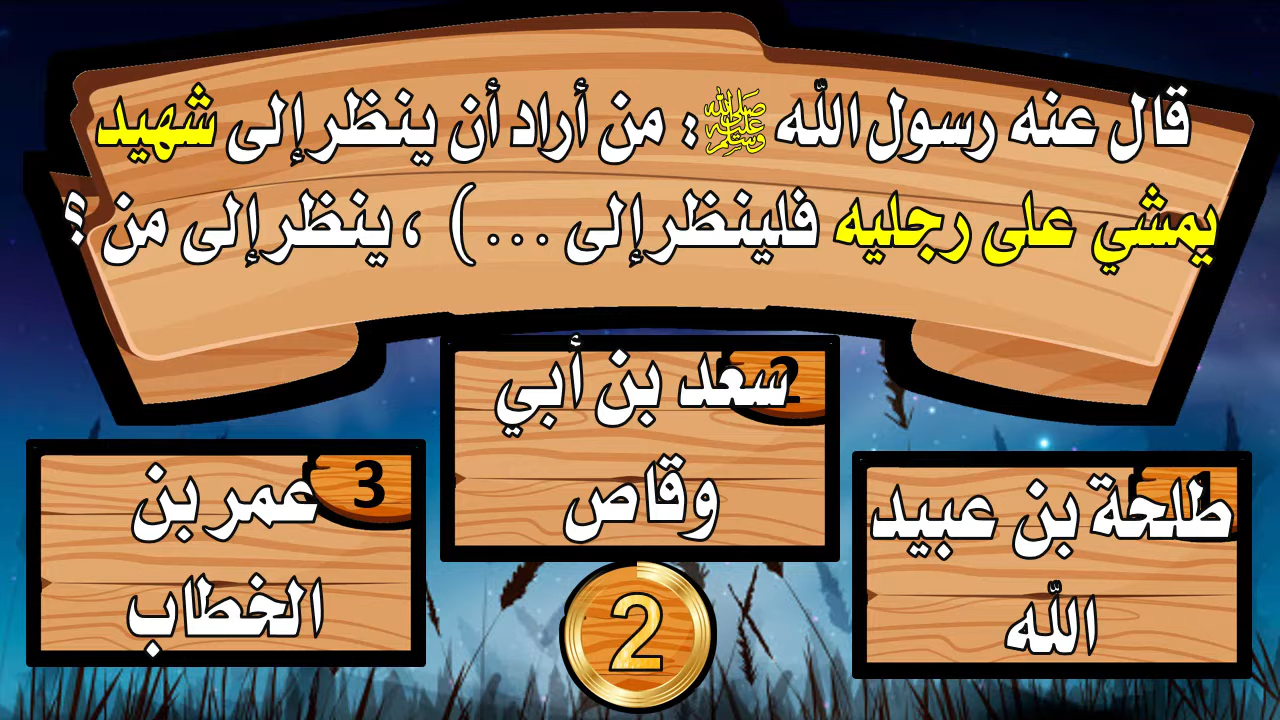 قال عنه رسول الله ﷺ : من أراد أن ينظر إلى شهيد
يمشي على رجليه فلينظر إلى ... ) ، ينظر إلى من ؟
1
طلحة بن عبيد
الله
2
سعد بن أبي
وقاص
3
عمر بن
الخطاب
2